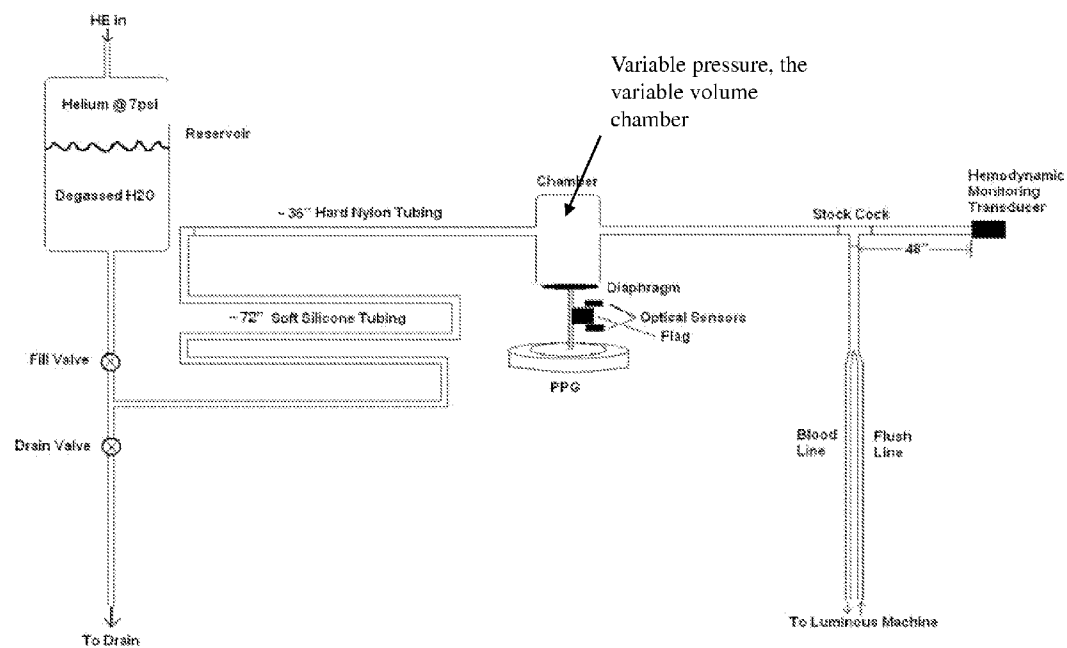 HE in
Helium @ 7psi
Reservoir
Degassed H2O
Variable pressure, the
variable volume
chamber
Chamber
~ 36" Hard Nylon Tubing
Hemodynamic
Monitoring
Transducer
Stock Cock
48"
~72" Soft Silicone Tubing
Diaphragm
Optical Sensors
Flag
PPG
Fill Valve
Drain Valve
Blood
Line
Flush
Line
To Drain
To Luminous Machine